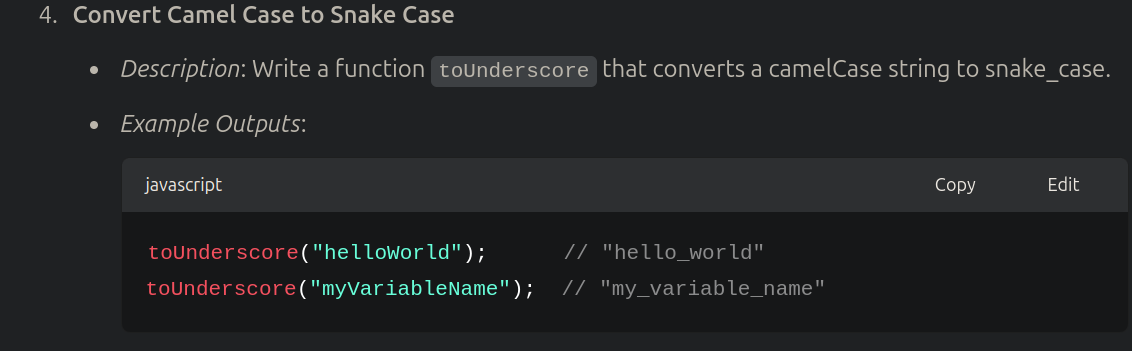 4. Convert Camel Case to Snake Case
• Description: Write a function toUnderscore that converts a camelCase string to snake_case.
• Example Outputs:
javascript Copy Edit
toUnderscore("helloWorld"); // "hello_world"
toUnderscore("myVariableName"); // "my_variable_name"